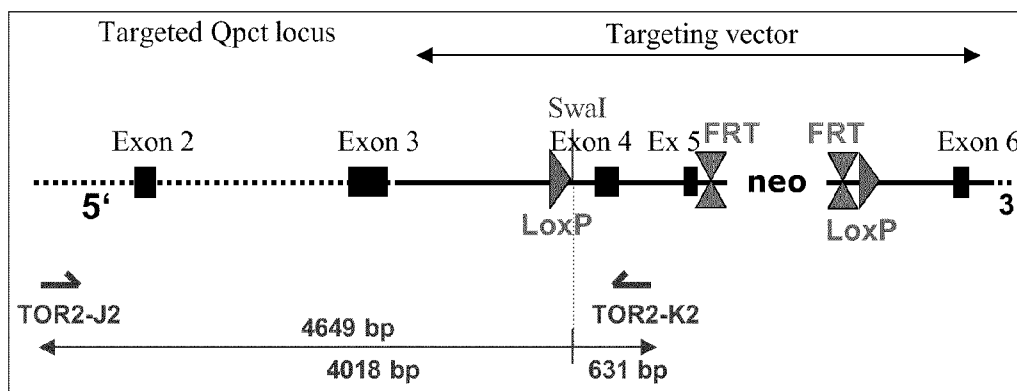 Targeted Qpct locus
Targeting vector
SwaI
Exon 2
Exon 3
Exon 4
Ex 5
FRT
FRT
Exon 6
5‘
neo
3
LoxP
LoxP
TOR2-J2
TOR2-K2
4649 bp
4018 bp
631 bp